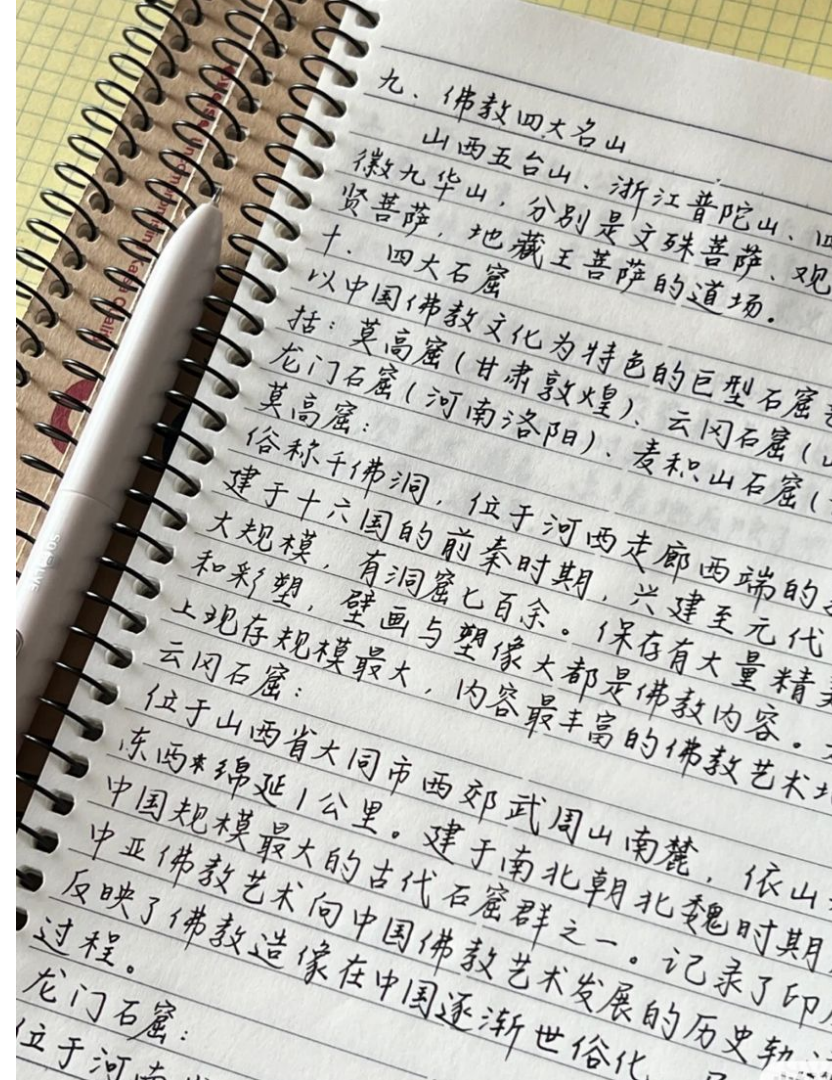 九、佛教四大名山
山西五台山、浙江普陀山、四
徽九华山，分别是文殊菩萨、观
贤菩萨，地藏王菩萨的道场。
十、四大石窟
以中国佛教文化为特色的巨型石窟
括：莫高窟(甘肃敦煌)、云冈石窟(山
龙门石窟(河南洛阳)、麦积山石窟(
莫高窟：
俗称千佛洞，位于河西走廊西端的
建于十六国的前秦时期，兴建至元代
大规模，有洞窟七百余。保存有大量精美
和彩塑，壁画与塑像大都是佛教内容。
上现存规模最大，内容最丰富的佛教艺术地
云冈石窟：
位于山西省大同市西郊武周山南麓，依山
东西绵延1公里。建于南北朝北魏时期
中国规模最大的古代石窟群之一。记录了印度
中亚佛教艺术向中国佛教艺术发展的历史轨迹
反映了佛教造像在中国逐渐世俗化、
过程。
龙门石窟：
位于河南